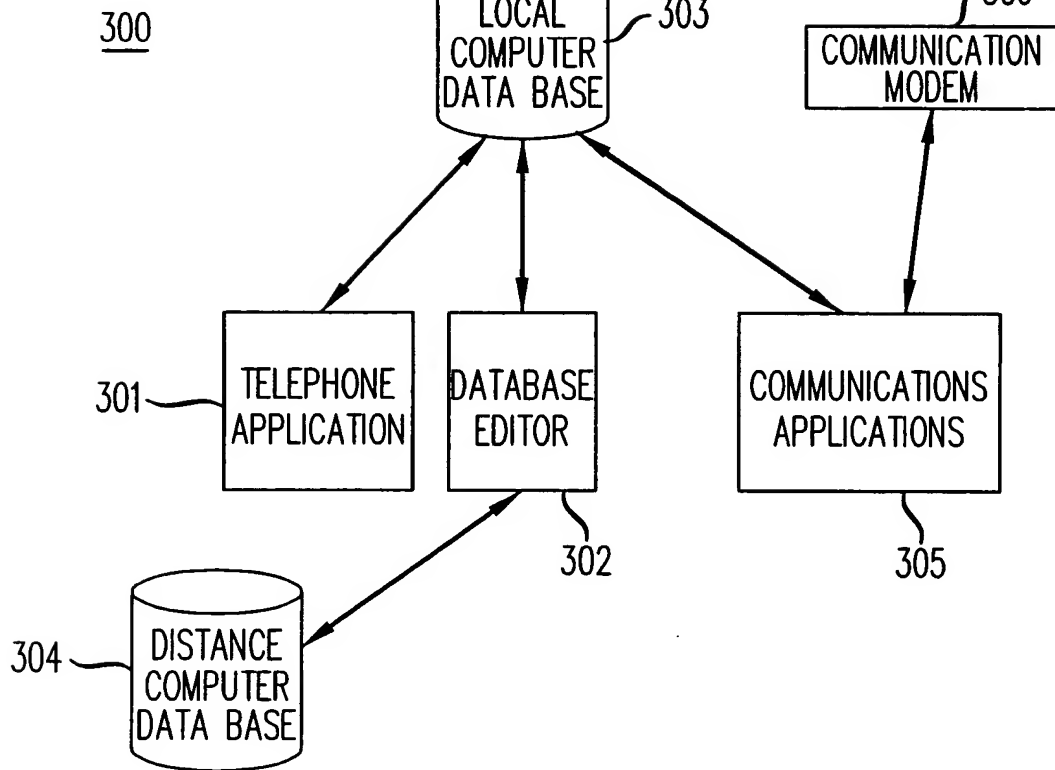 300
LOCAL
COMPUTER
DATA BASE
303
COMMUNICATION
MODEM
301
TELEPHONE
APPLICATION
DATABASE
EDITOR
302
COMMUNICATIONS
APPLICATIONS
305
304
DISTANCE
COMPUTER
DATA BASE